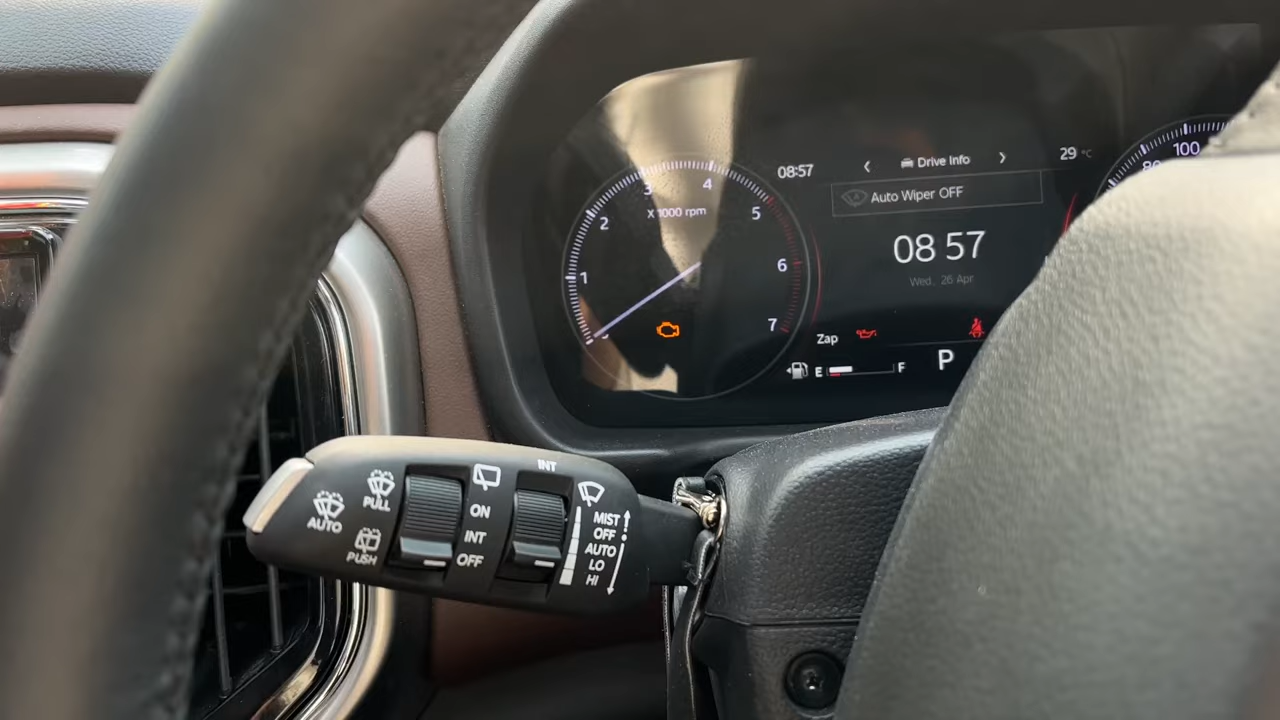 08:57
Drive Info
29 °C
Auto Wiper OFF
08 57
Wed, 26 Apr
X 1000 rpm
1
2
3
4
5
6
7
100
80
Zap
E
F
P
AUTO
PULL
PUSH
ON
INT
OFF
INT
MIST
OFF
AUTO
LO
HI